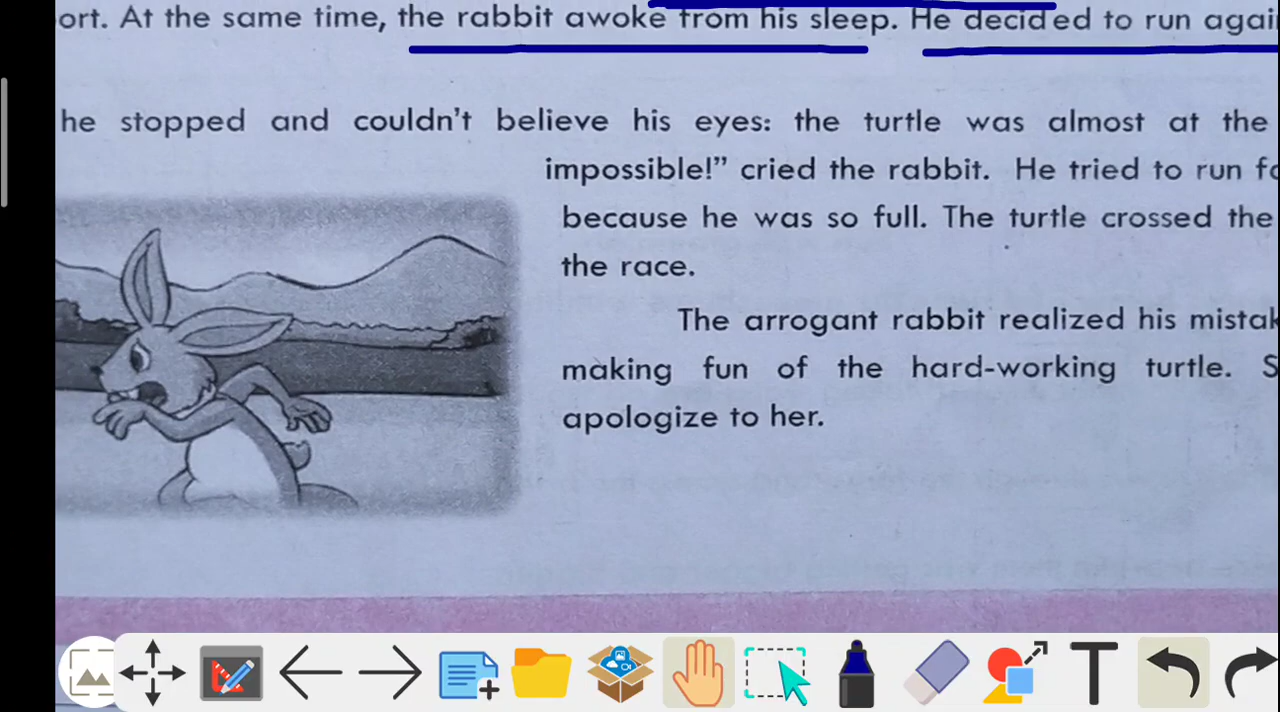 ort. At the same time, the rabbit awoke from his sleep. He decided to run
he stopped and couldn't believe his eyes: the turtle was almost at the
impossible!" cried the rabbit. He tried to run
because he was so full. The turtle crossed the
the race.
The arrogant rabbit realized his
making fun of the hard-working turtle.
apologize to her.
T